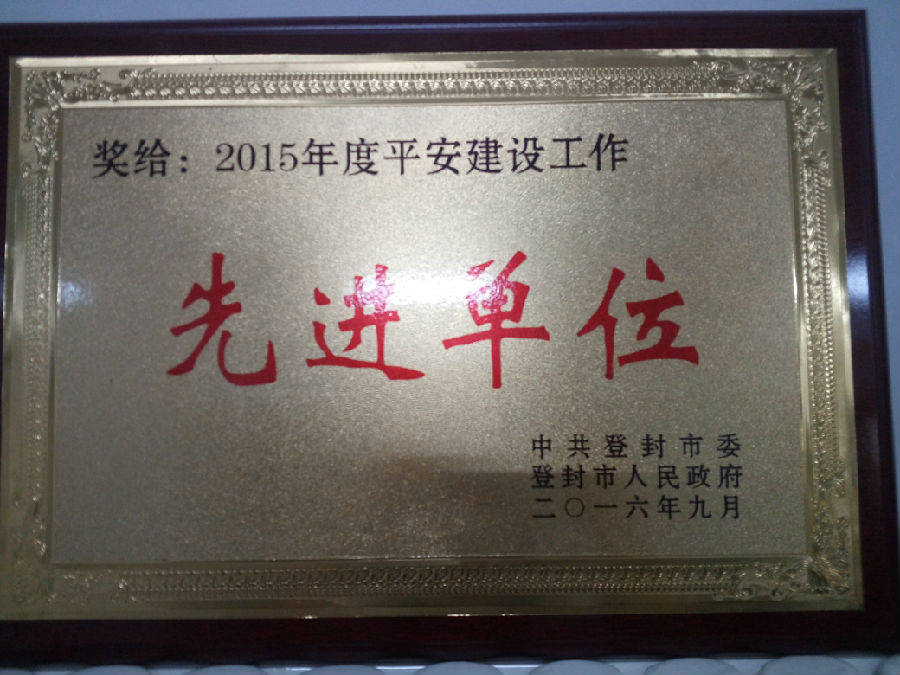 奖给：2015年度平安建设工作
先进单位
中共登封市委
登封市人民政府
二〇一六年九月